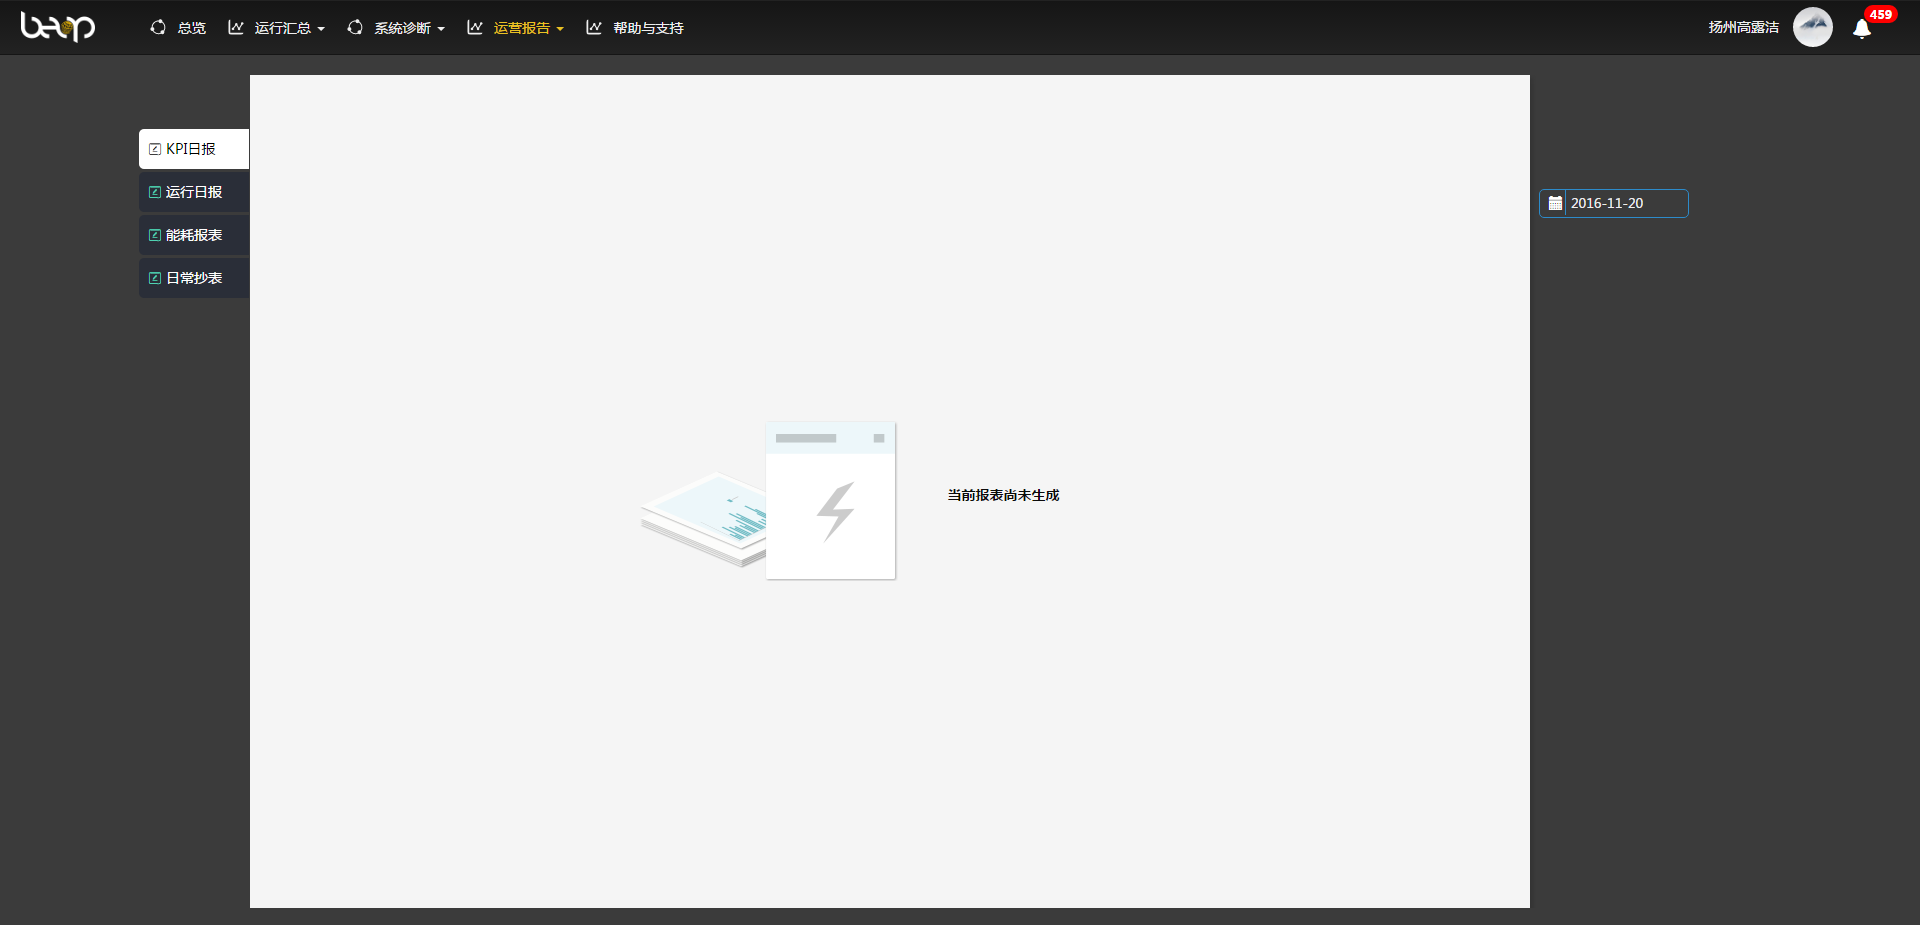 beop
总览 运行汇总 系统诊断 运营报告 帮助与支持
扬州高露洁 459
KPI日报
运行日报
能耗报表
日常抄表
2016-11-20
当前报表尚未生成